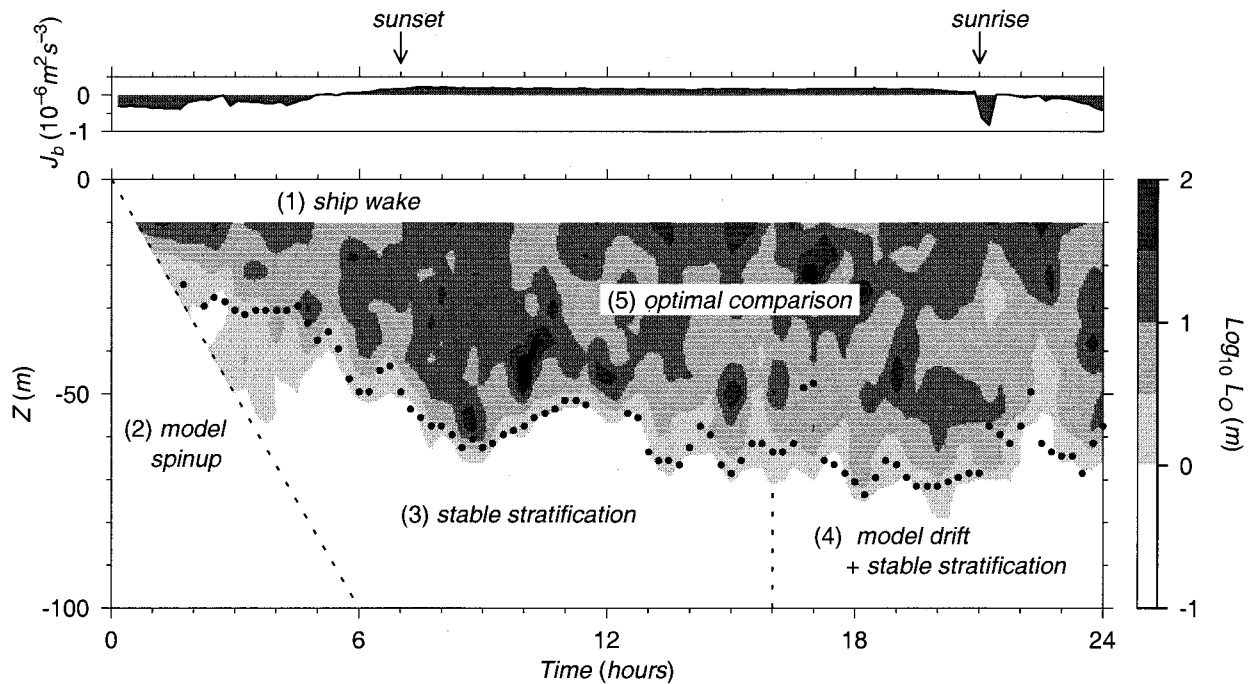 sunset
sunrise
J_b (10^−6 m^2 s^−3)
0
-1
0
-50
-100
Z (m)
(1) ship wake
(2) model
spinup
(3) stable stratification
(4) model drift
+ stable stratification
(5) optimal comparison
0
6
12
18
24
Time (hours)
2
1
0
-1
Log10 L_O (m)